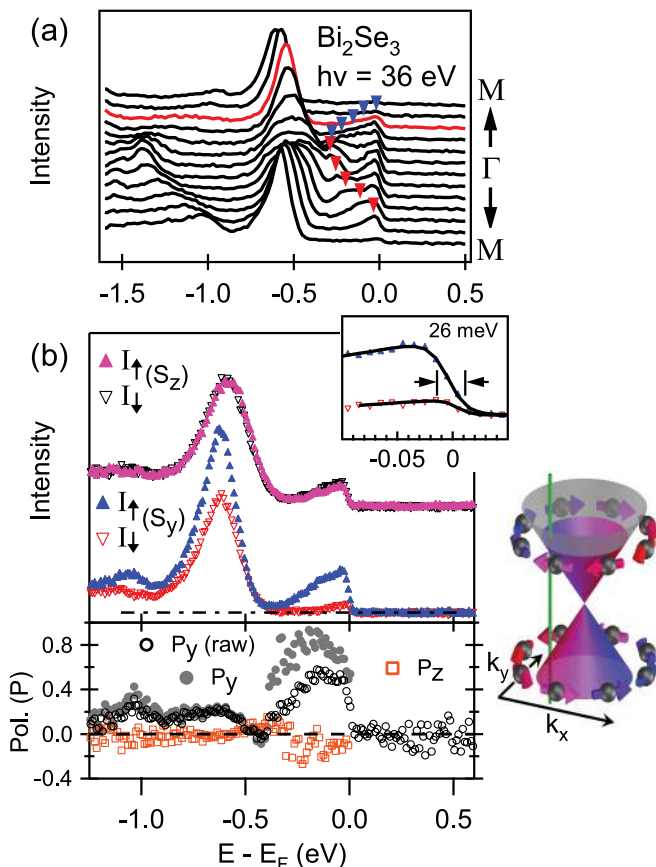 (a)
Bi₂Se₃
hν = 36 eV
Intensity
M
Γ
M
-1.5 -1.0 -0.5 0.0 0.5
(b)
I↑ (Sz)
I↓
26 meV
-0.05 0
Intensity
I↑ (Sy)
I↓
Py (raw)
Py
Pz
Pol. (P)
0.8
0.4
0.0
-0.4
-1.0 -0.5 0.0 0.5
E - EF (eV)
ky
kx